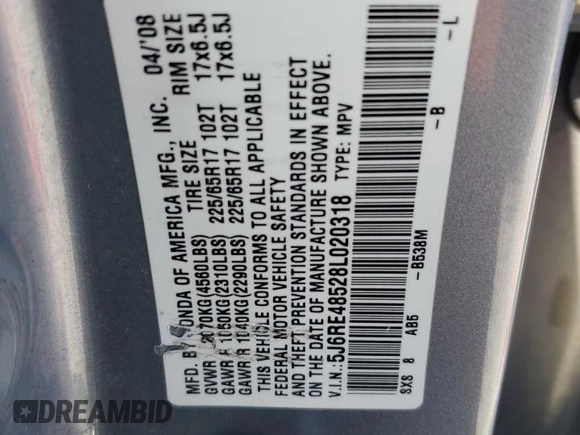 MFD. BY HONDA OF AMERICA MFG., INC. 04/'08
TIRE SIZE RIM SIZE
GVWR 2070KG(4560LBS)
GAWR F 1050KG(2310LBS) 225/65R17 102T 17x6.5J
GAWR R 1040KG(2290LBS) 225/65R17 102T 17x6.5J
THIS VEHICLE CONFORMS TO ALL APPLICABLE
FEDERAL MOTOR VEHICLE SAFETY
AND THEFT PREVENTION STANDARDS IN EFFECT
ON THE DATE OF MANUFACTURE SHOWN ABOVE.
V.I.N.:5J6RE48528L020318 TYPE: MPV
SXS 8 AB5 -B538M -B -L
DREAMBID